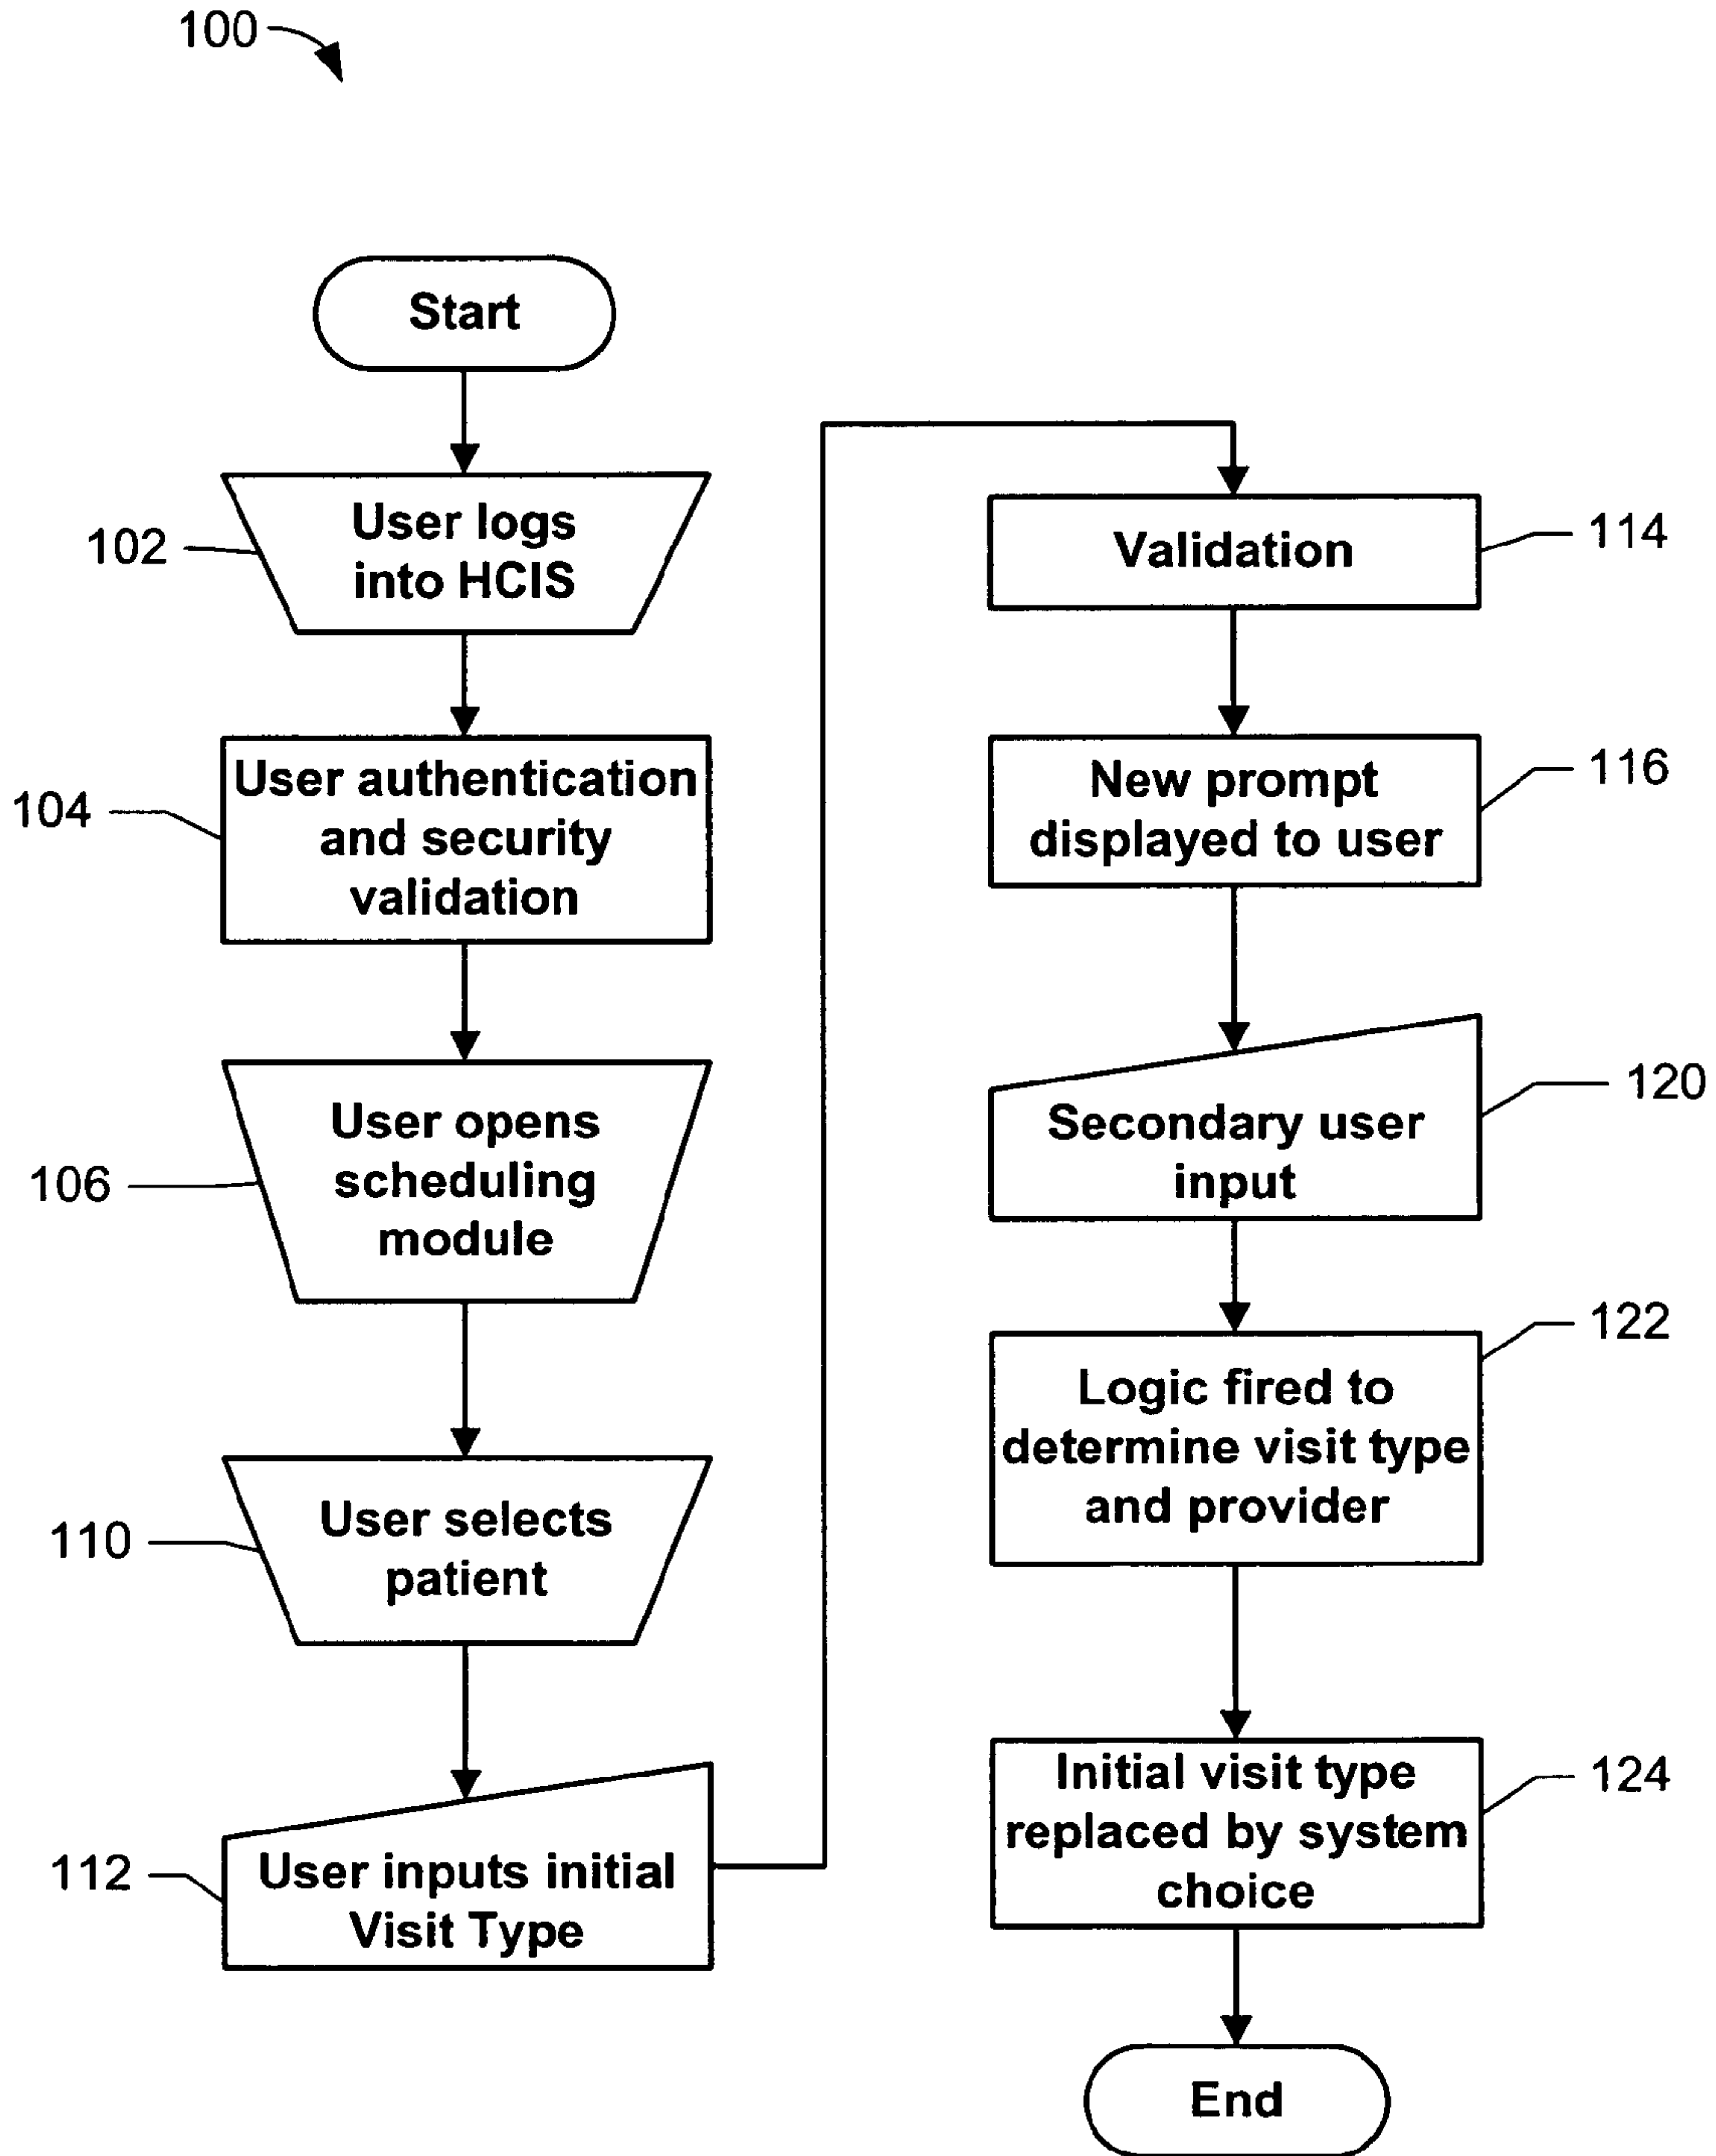 100
Start
102
User logs
into HCIS
104
User authentication
and security
validation
106
User opens
scheduling
module
110
User selects
patient
112
User inputs initial
Visit Type
Validation
114
New prompt
displayed to user
116
Secondary user
input
120
Logic fired to
determine visit type
and provider
122
Initial visit type
replaced by system
choice
124
End